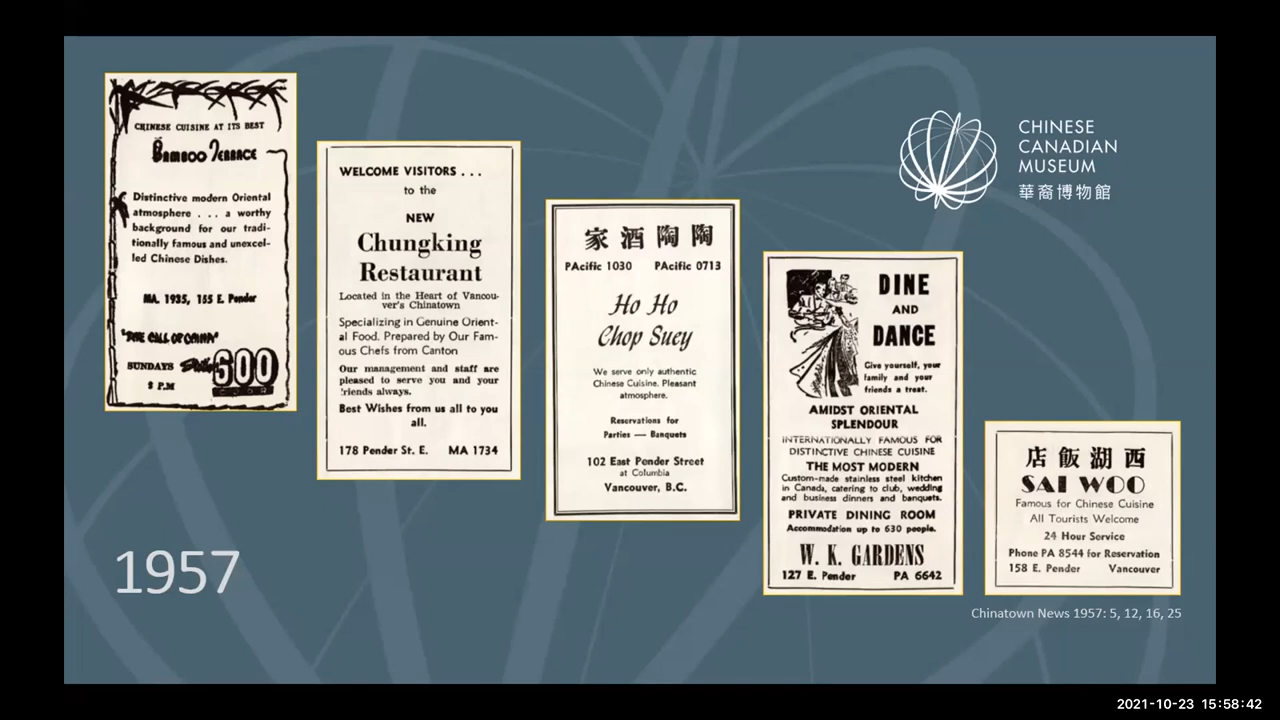 CHINESE CUISINE AT ITS BEST
BAMBOO TERRACE
Distinctive modern Oriental
atmosphere . . . a worthy
background for our tradi-
tionally famous and unexcel-
led Chinese Dishes.
MA. 1935, 155 E. Pender
"THE CALL OF CHINA"
SUNDAYS
600
8 P.M
WELCOME VISITORS . . .
to the
NEW
Chungking
Restaurant
Located in the Heart of Vancou-
ver's Chinatown
Specializing in Genuine Orient-
al Food. Prepared by Our Fam-
ous Chefs from Canton
Our management and staff are
pleased to serve you and your
friends always.
Best Wishes from us all to you
all.
178 Pender St. E. MA 1734
家酒陶陶
PAcific 1030 PAcific 0713
Ho Ho
Chop Suey
We serve only authentic
Chinese Cuisine. Pleasant
atmosphere.
Reservations for
Parties — Banquets
102 East Pender Street
at Columbia
Vancouver, B.C.
DINE
AND
DANCE
Give yourself, your
family and your
friends a treat.
AMIDST ORIENTAL
SPLENDOUR
INTERNATIONALLY FAMOUS FOR
DISTINCTIVE CHINESE CUISINE
THE MOST MODERN
Custom-made stainless steel kitchen
in Canada, catering to club, wedding
and business dinners and banquets.
PRIVATE DINING ROOM
Accommodation up to 630 people.
W. K. GARDENS
127 E. Pender PA 6642
店飯湖西
SAI WOO
Famous for Chinese Cuisine
All Tourists Welcome
24 Hour Service
Phone PA 8544 for Reservation
158 E. Pender Vancouver
CHINESE
CANADIAN
MUSEUM
華裔博物館
1957
Chinatown News 1957: 5, 12, 16, 25
2021-10-23 15:58:42